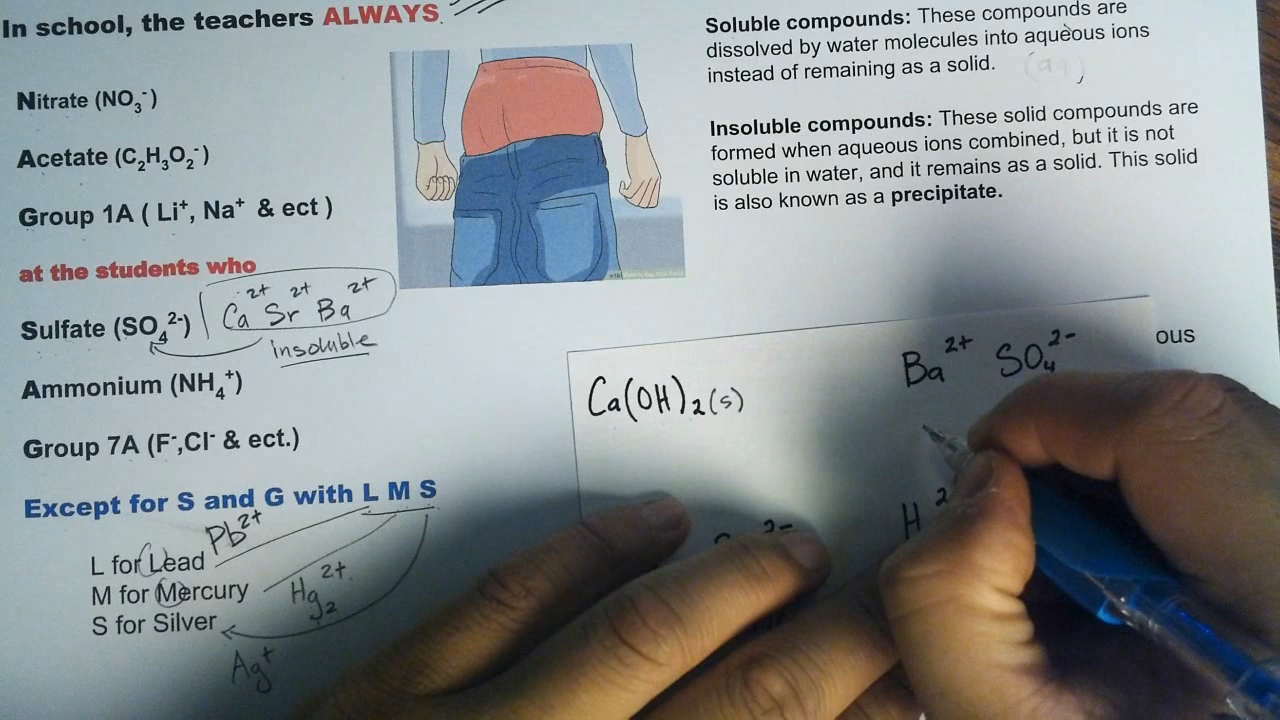 In school, the teachers ALWAYS.
Nitrate (NO₃⁻)
Acetate (C₂H₃O₂⁻)
Group 1A ( Li⁺, Na⁺ & ect )
at the students who
Sulfate (SO₄²⁻) Ca²⁺ Sr²⁺ Ba²⁺
insoluble
Ammonium (NH₄⁺)
Group 7A (F⁻,Cl⁻ & ect.)
Except for S and G with L M S
L for Lead Pb²⁺
M for Mercury Hg₂²⁺
S for Silver
Ag⁺
Soluble compounds: These compounds are
dissolved by water molecules into aqueous ions
instead of remaining as a solid. (aq)
Insoluble compounds: These solid compounds are
formed when aqueous ions combined, but it is not
soluble in water, and it remains as a solid. This solid
is also known as a precipitate.
ous
Ba²⁺ SO₄²⁻
Ca(OH)₂(s)
H 2
2-